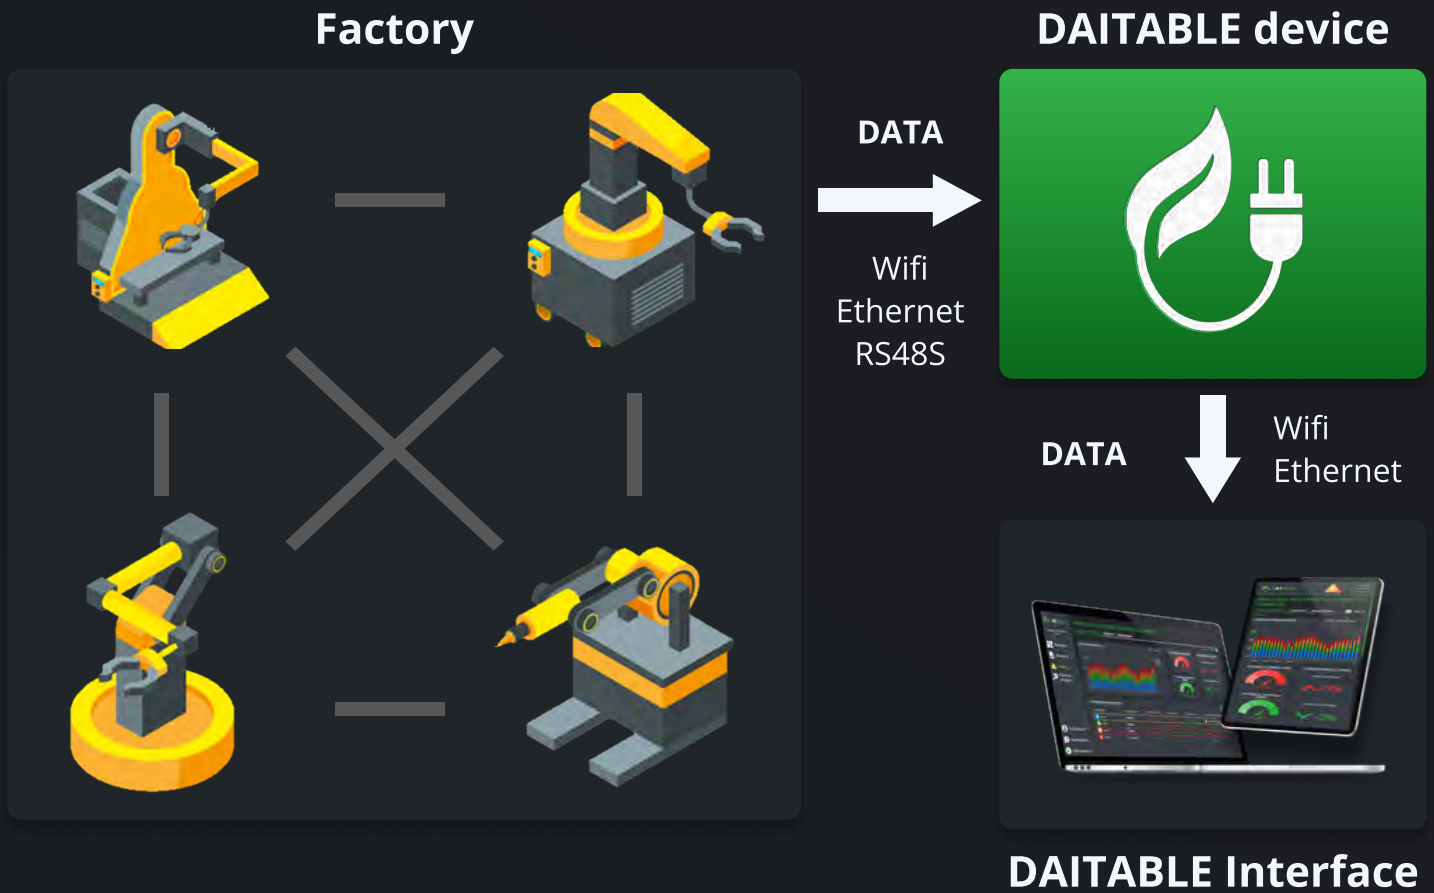 Factory
DAITABLE device
DATA
Wifi
Ethernet
RS48S
DATA
Wifi
Ethernet
DAITABLE Interface